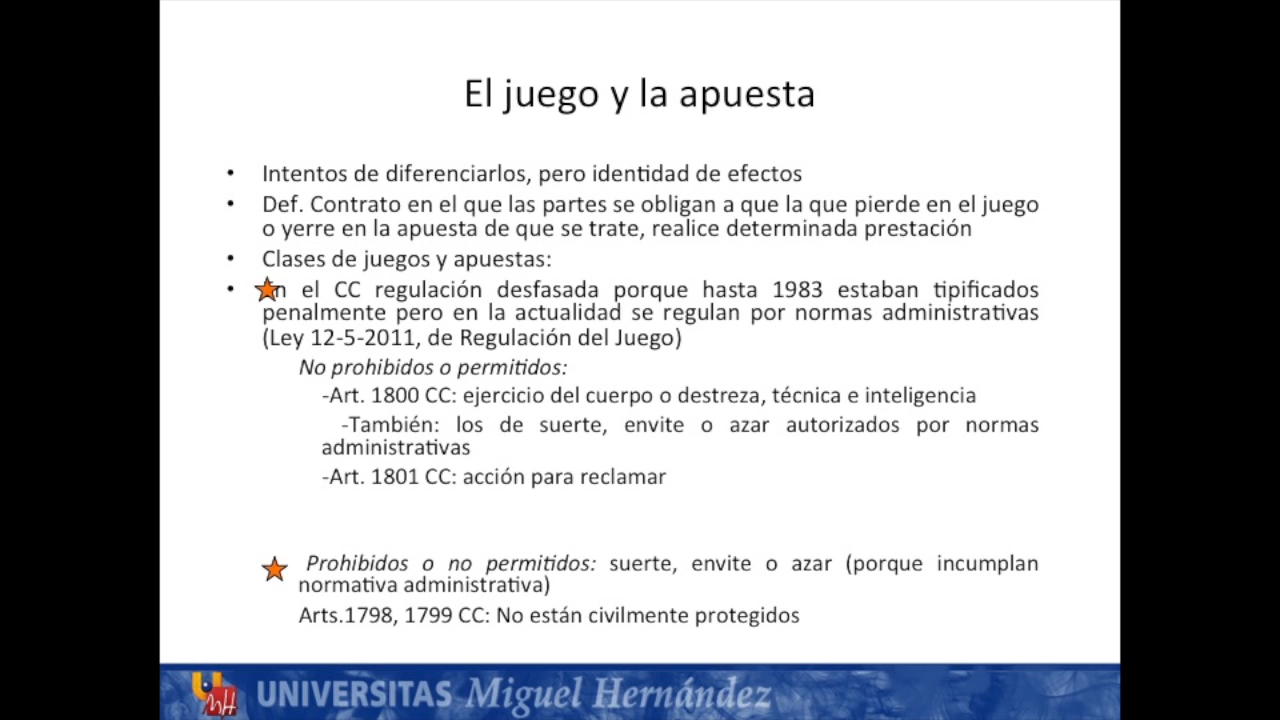 El juego y la apuesta
• Intentos de diferenciarlos, pero identidad de efectos
• Def. Contrato en el que las partes se obligan a que la que pierde en el juego
o yerre en la apuesta de que se trate, realice determinada prestación
• Clases de juegos y apuestas:
• n el CC regulación desfasada porque hasta 1983 estaban tipificados
penalmente pero en la actualidad se regulan por normas administrativas
(Ley 12-5-2011, de Regulación del Juego)
No prohibidos o permitidos:
-Art. 1800 CC: ejercicio del cuerpo o destreza, técnica e inteligencia
-También: los de suerte, envite o azar autorizados por normas
administrativas
-Art. 1801 CC: acción para reclamar
Prohibidos o no permitidos: suerte, envite o azar (porque incumplan
normativa administrativa)
Arts.1798, 1799 CC: No están civilmente protegidos
UNIVERSITAS Miguel Hernández